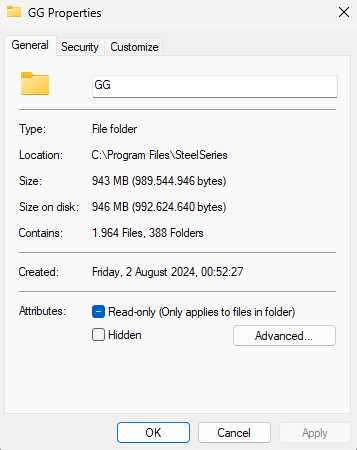 GG Properties
General Security Customize
GG
Type: File folder
Location: C:\Program Files\SteelSeries
Size: 943 MB (989.544.946 bytes)
Size on disk: 946 MB (992.624.640 bytes)
Contains: 1.964 Files, 388 Folders
Created: Friday, 2 August 2024, 00:52:27
Attributes: Read-only (Only applies to files in folder)
Hidden Advanced...
OK Cancel Apply